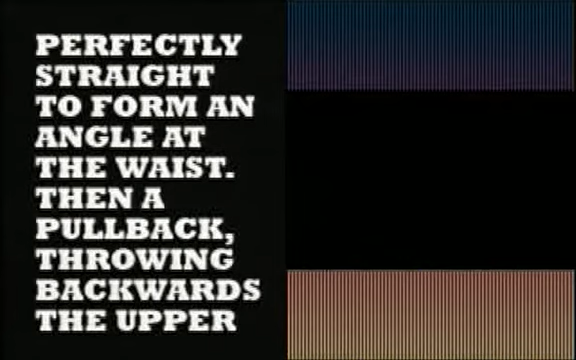 PERFECTLY
STRAIGHT
TO FORM AN
ANGLE AT
THE WAIST.
THEN A
PULLBACK,
THROWING
BACKWARDS
THE UPPER